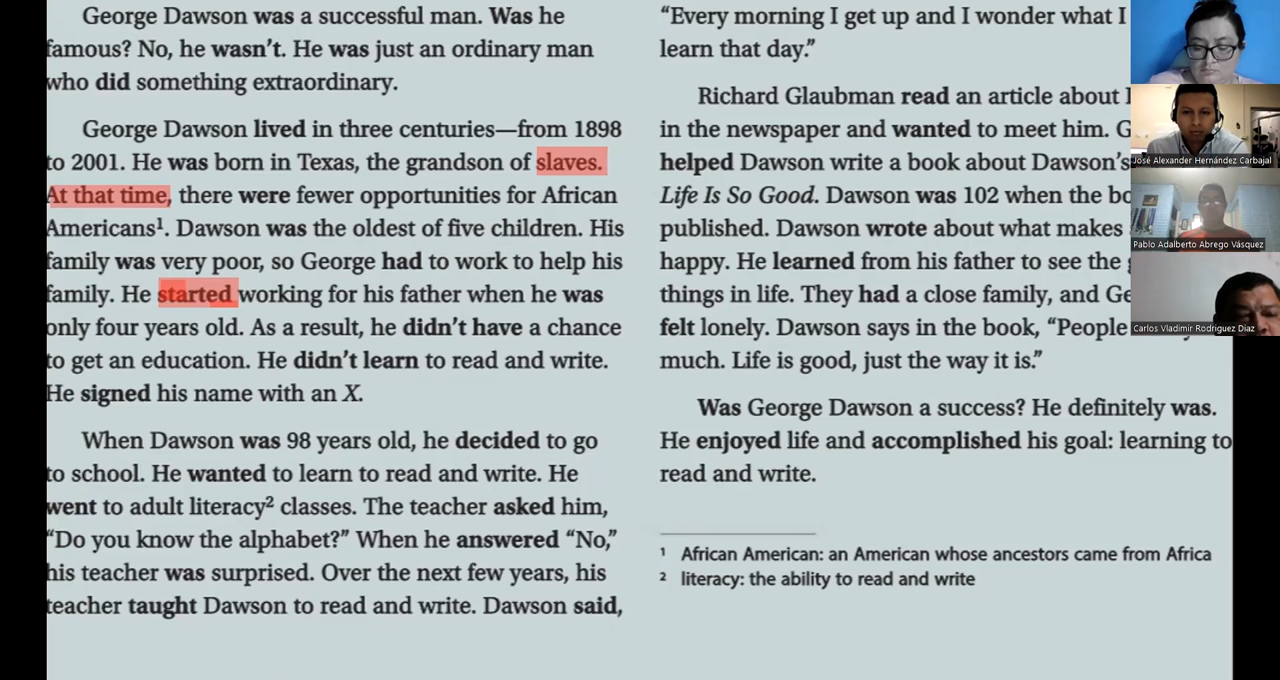 George Dawson was a successful man. Was he
famous? No, he wasn't. He was just an ordinary man
who did something extraordinary.
George Dawson lived in three centuries—from 1898
to 2001. He was born in Texas, the grandson of slaves.
At that time, there were fewer opportunities for African
Americans¹. Dawson was the oldest of five children. His
family was very poor, so George had to work to help his
family. He started working for his father when he was
only four years old. As a result, he didn't have a chance
to get an education. He didn't learn to read and write.
He signed his name with an X.
When Dawson was 98 years old, he decided to go
to school. He wanted to learn to read and write. He
went to adult literacy² classes. The teacher asked him,
“Do you know the alphabet?” When he answered “No,”
his teacher was surprised. Over the next few years, his
teacher taught Dawson to read and write. Dawson said,
“Every morning I get up and I wonder what I
learn that day.”
Richard Glaubman read an article about
in the newspaper and wanted to meet him.
helped Dawson write a book about Dawson's
Life Is So Good. Dawson was 102 when the
published. Dawson wrote about what makes
happy. He learned from his father to see the
things in life. They had a close family, and
felt lonely. Dawson says in the book, “People
much. Life is good, just the way it is.”
Was George Dawson a success? He definitely was.
He enjoyed life and accomplished his goal: learning to
read and write.
¹ African American: an American whose ancestors came from Africa
² literacy: the ability to read and write
José Alexander Hernández Carbajal
Pablo Adalberto Abrego Vásquez
Carlos Vladimir Rodriguez Diaz